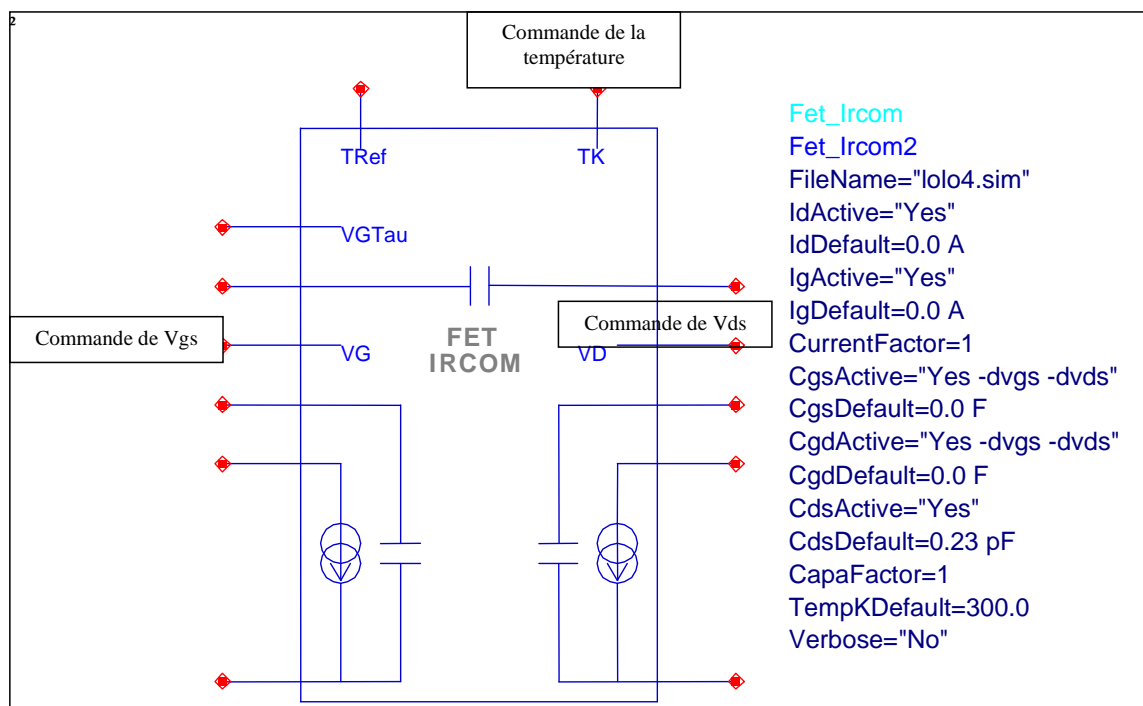 2
Commande de la
température
TRef
TK
VGTau
Commande de Vgs
VG
FET
IRCOM
Commande de Vds
VD
Fet_Ircom
Fet_Ircom2
FileName="lolo4.sim"
IdActive="Yes"
IdDefault=0.0 A
IgActive="Yes"
IgDefault=0.0 A
CurrentFactor=1
CgsActive="Yes -dvgs -dvds"
CgsDefault=0.0 F
CgdActive="Yes -dvgs -dvds"
CgdDefault=0.0 F
CdsActive="Yes"
CdsDefault=0.23 pF
CapaFactor=1
TempKDefault=300.0
Verbose="No"